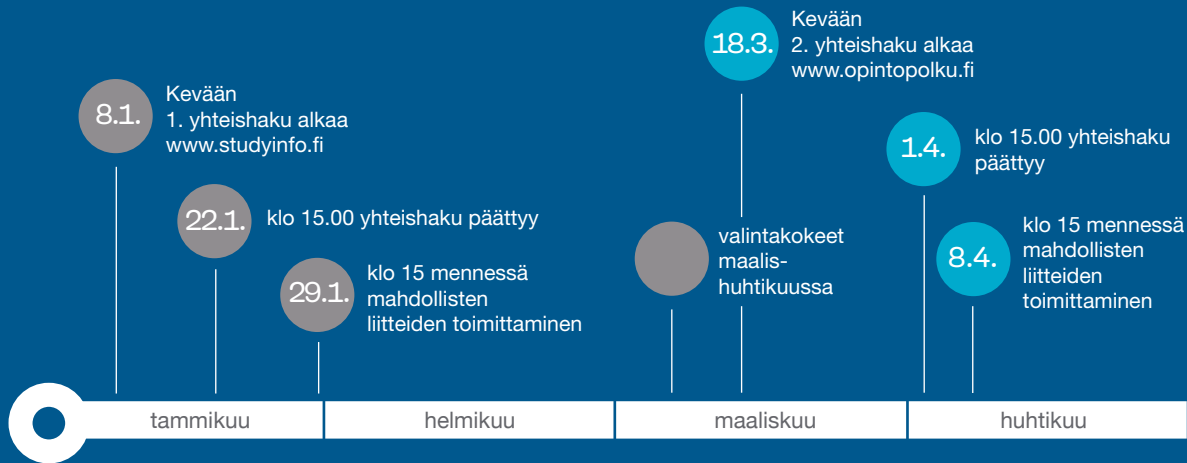 8.1.
Kevään
1. yhteishaku alkaa
www.studyinfo.fi
22.1.
klo 15.00 yhteishaku päättyy
29.1.
klo 15 mennessä
mahdollisten
liitteiden toimittaminen
valintakokeet
maalis-
huhtikuussa
18.3.
Kevään
2. yhteishaku alkaa
www.opintopolku.fi
1.4.
klo 15.00 yhteishaku
päättyy
8.4.
klo 15 mennessä
mahdollisten
liitteiden
toimittaminen
tammikuu
helmikuu
maaliskuu
huhtikuu